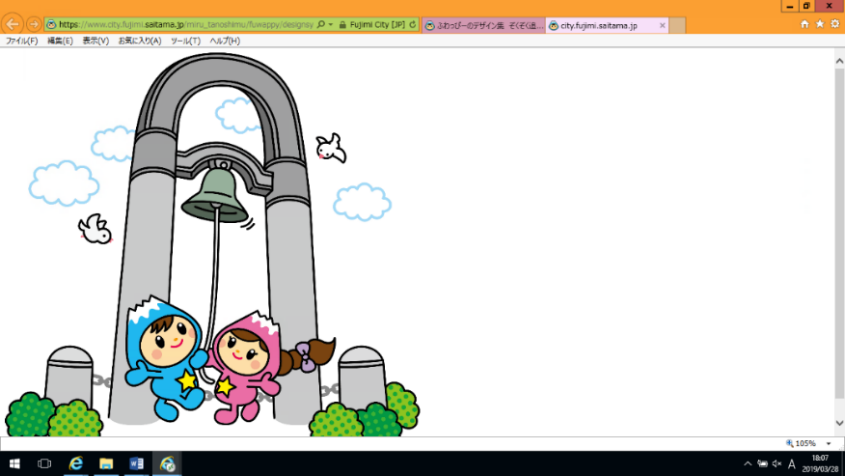 https://www.city.fujimi.saitama.jp/miru_tanoshimu/fuwappy/designsy
Fujimi City [JP]
ふわっぴーのデザイン集 ぞくぞく追...
city.fujimi.saitama.jp
ファイル(F) 編集(E) 表示(V) お気に入り(A) ツール(T) ヘルプ(H)
105%
A
18:07
2019/03/28